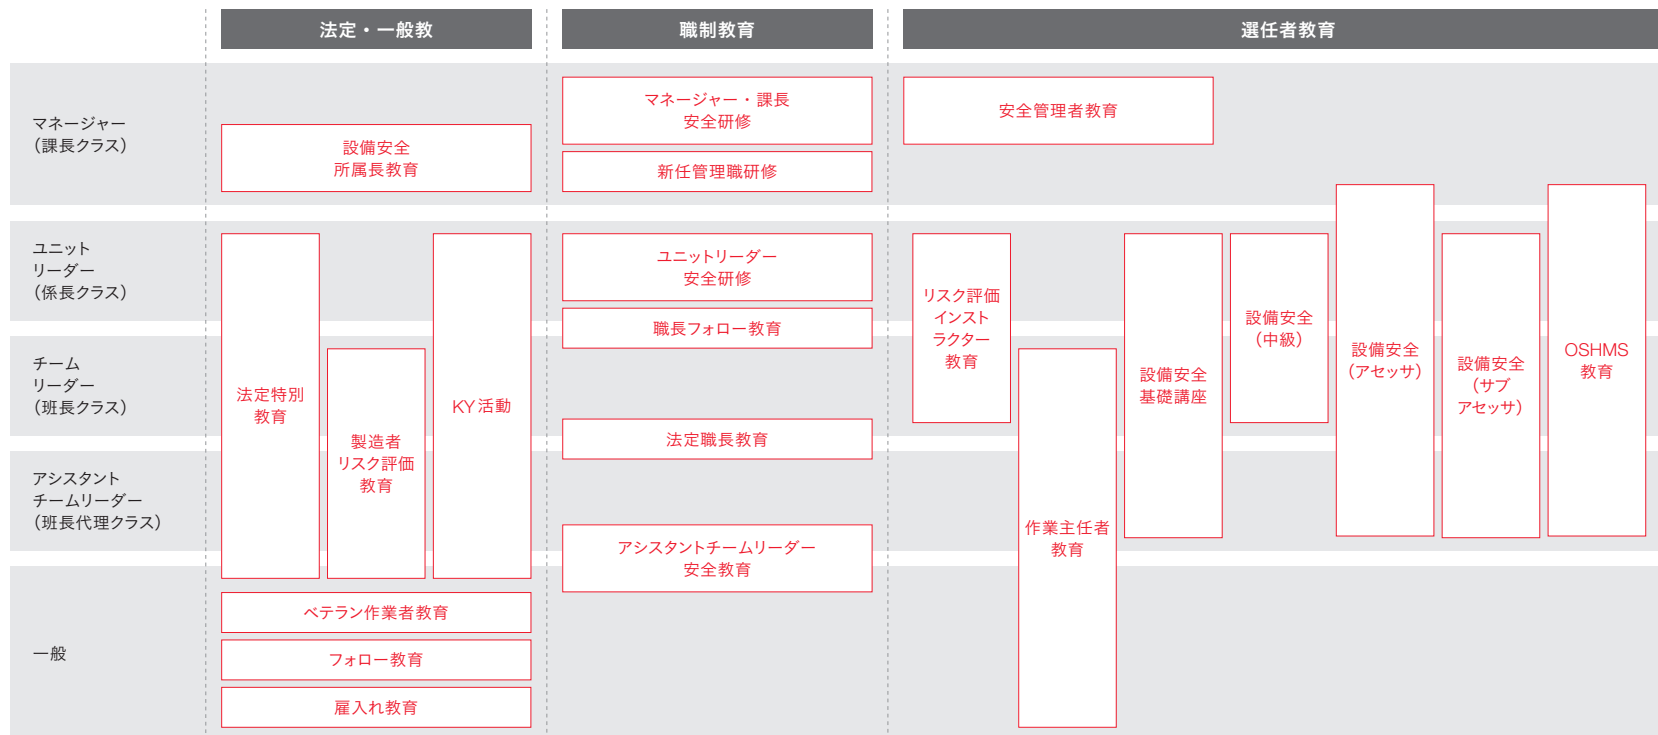 法定・一般教
職制教育
選任者教育
マネージャー
（課長クラス）
設備安全
所属長教育
マネージャー・課長
安全研修
新任管理職研修
安全管理者教育
ユニット
リーダー
（係長クラス）
チーム
リーダー
（班長クラス）
アシスタント
チームリーダー
（班長代理クラス）
一般
法定特別
教育
製造者
リスク評価
教育
KY活動
ベテラン作業者教育
フォロー教育
雇入れ教育
ユニットリーダー
安全研修
職長フォロー教育
法定職長教育
アシスタントチームリーダー
安全教育
リスク評価
インスト
ラクター
教育
作業主任者
教育
設備安全
基礎講座
設備安全
（中級）
設備安全
（アセッサ）
設備安全
（サブ
アセッサ）
OSHMS
教育